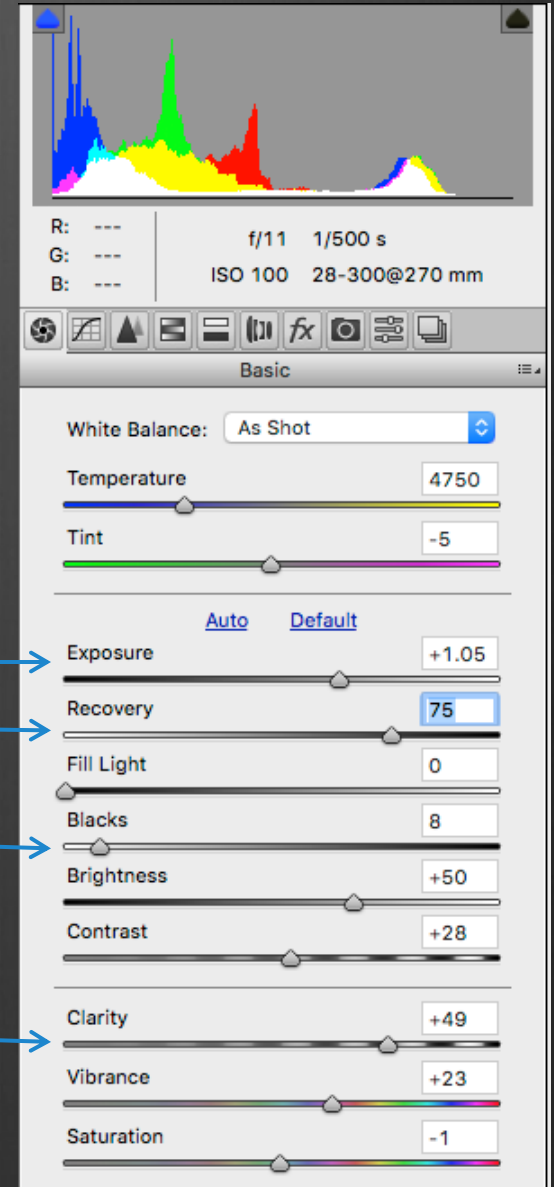 R: ---
G: ---
B: ---
f/11 1/500 s
ISO 100 28-300@270 mm
fx
Basic
White Balance: As Shot
Temperature 4750
Tint -5
Auto Default
Exposure +1.05
Recovery 75
Fill Light 0
Blacks 8
Brightness +50
Contrast +28
Clarity +49
Vibrance +23
Saturation -1